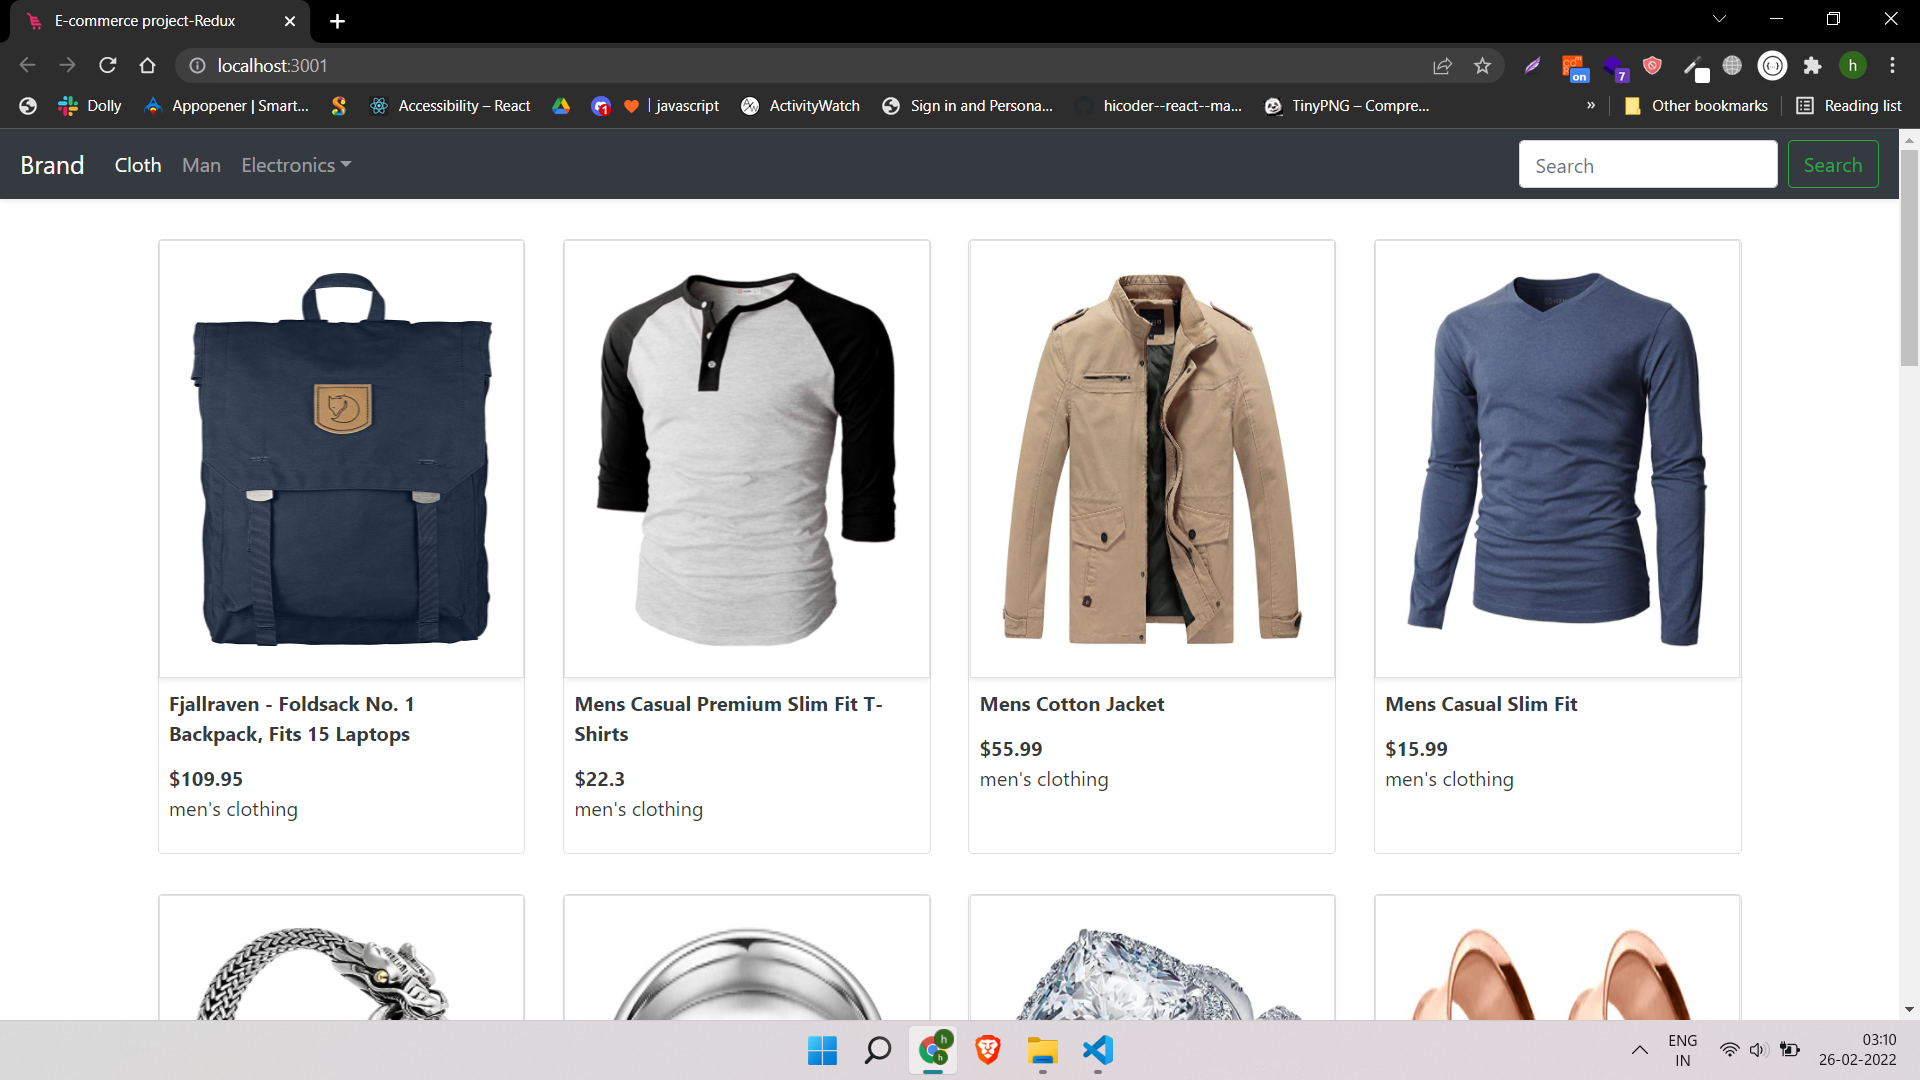 E-commerce project-Redux
localhost:3001
on
7
h
Dolly
Appopener | Smart...
Accessibility – React
1
| javascript
ActivityWatch
Sign in and Persona...
hicoder--react--ma...
TinyPNG – Compre...
»
Other bookmarks
Reading list
Brand
Cloth
Man
Electronics
Search
Search
Fjallraven - Foldsack No. 1
Backpack, Fits 15 Laptops
$109.95
men's clothing
Mens Casual Premium Slim Fit T-
Shirts
$22.3
men's clothing
Mens Cotton Jacket
$55.99
men's clothing
Mens Casual Slim Fit
$15.99
men's clothing
h
h
ENG
IN
03:10
26-02-2022